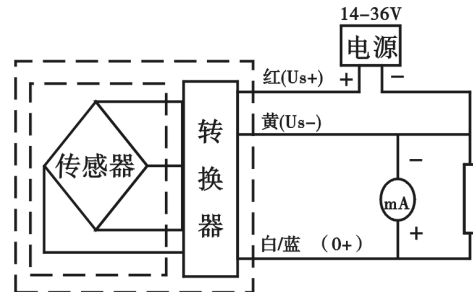 14-36V
电源
+ −
红(Us+)
黄(Us-)
传感器
转换器
−
mA
+
白/蓝 （0+）